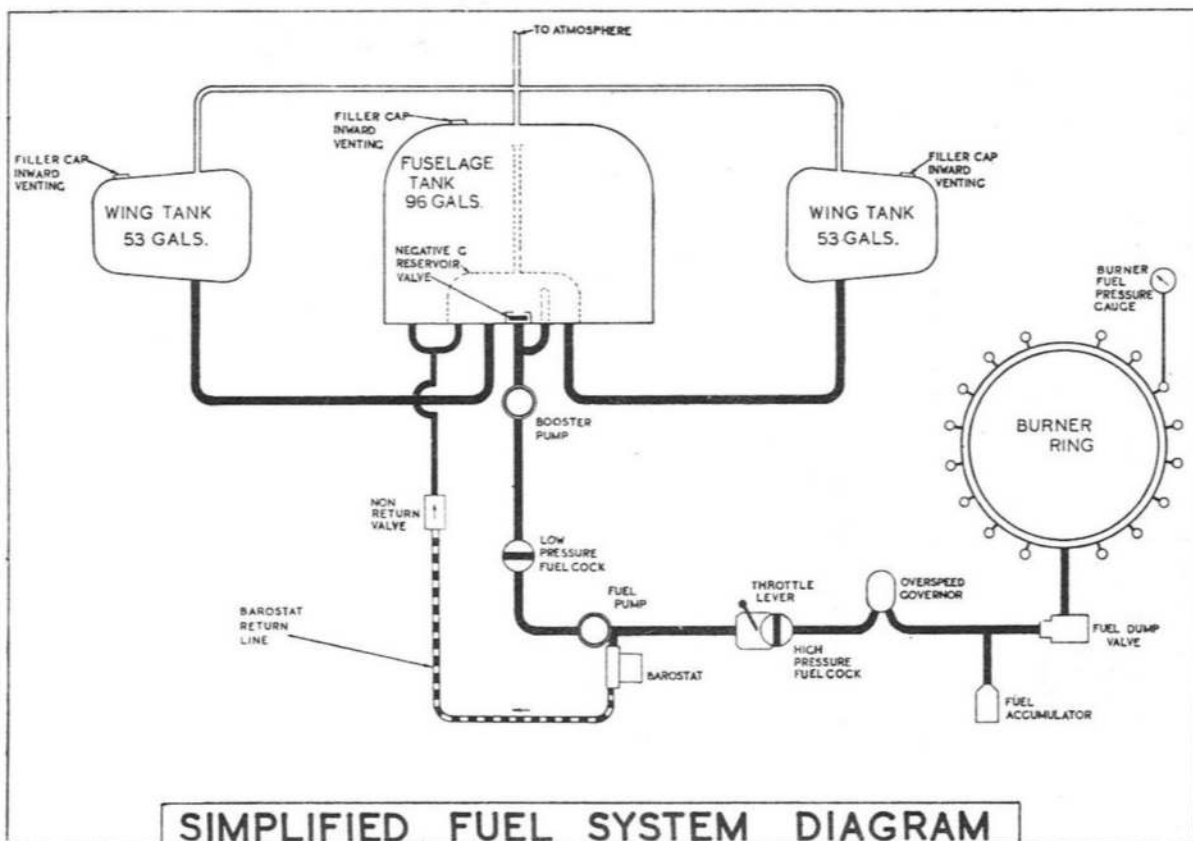 TO ATMOSPHERE
FILLER CAP
INWARD
VENTING
FILLER CAP
INWARD
VENTING
FILLER CAP
INWARD
VENTING
FUSELAGE
TANK
96 GALS.
WING TANK
53 GALS.
WING TANK
53 GALS.
NEGATIVE G
RESERVOIR
VALVE
BURNER
FUEL
PRESSURE
GAUGE
BURNER
RING
BOOSTER
PUMP
NON
RETURN
VALVE
LOW
PRESSURE
FUEL COCK
FUEL
PUMP
THROTTLE
LEVER
OVERSPEED
GOVERNOR
BAROSTAT
RETURN
LINE
HIGH
PRESSURE
FUEL COCK
FUEL DUMP
VALVE
BAROSTAT
FUEL
ACCUMULATOR
SIMPLIFIED FUEL SYSTEM DIAGRAM